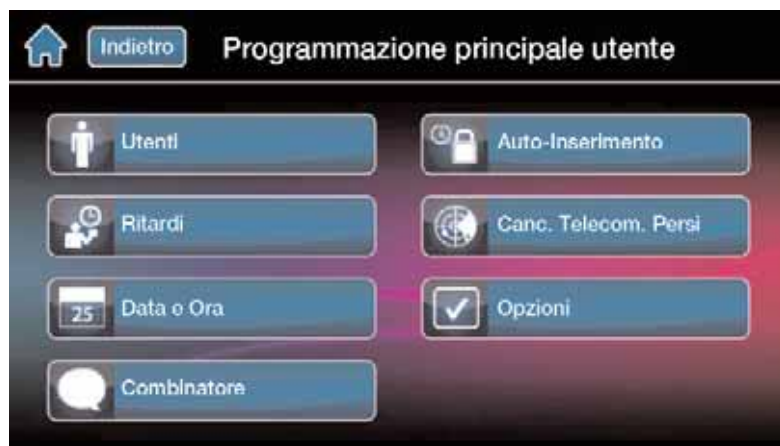 Indietro
Programmazione principale utente
Utenti
Auto-Inserimento
Ritardi
Canc. Telecom. Persi
25
Data e Ora
Opzioni
Combinatore